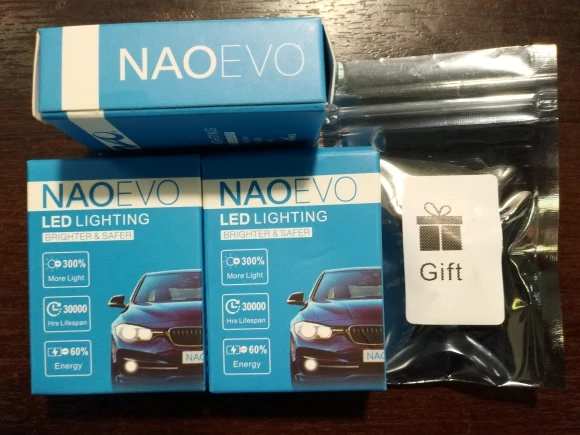 NAOEVO
NAOEVO
LED LIGHTING
BRIGHTER & SAFER
300%
More Light
30000
Hrs Lifespan
60%
Energy
NAOEVO
LED LIGHTING
BRIGHTER & SAFER
300%
More Light
30000
Hrs Lifespan
60%
Energy
Gift